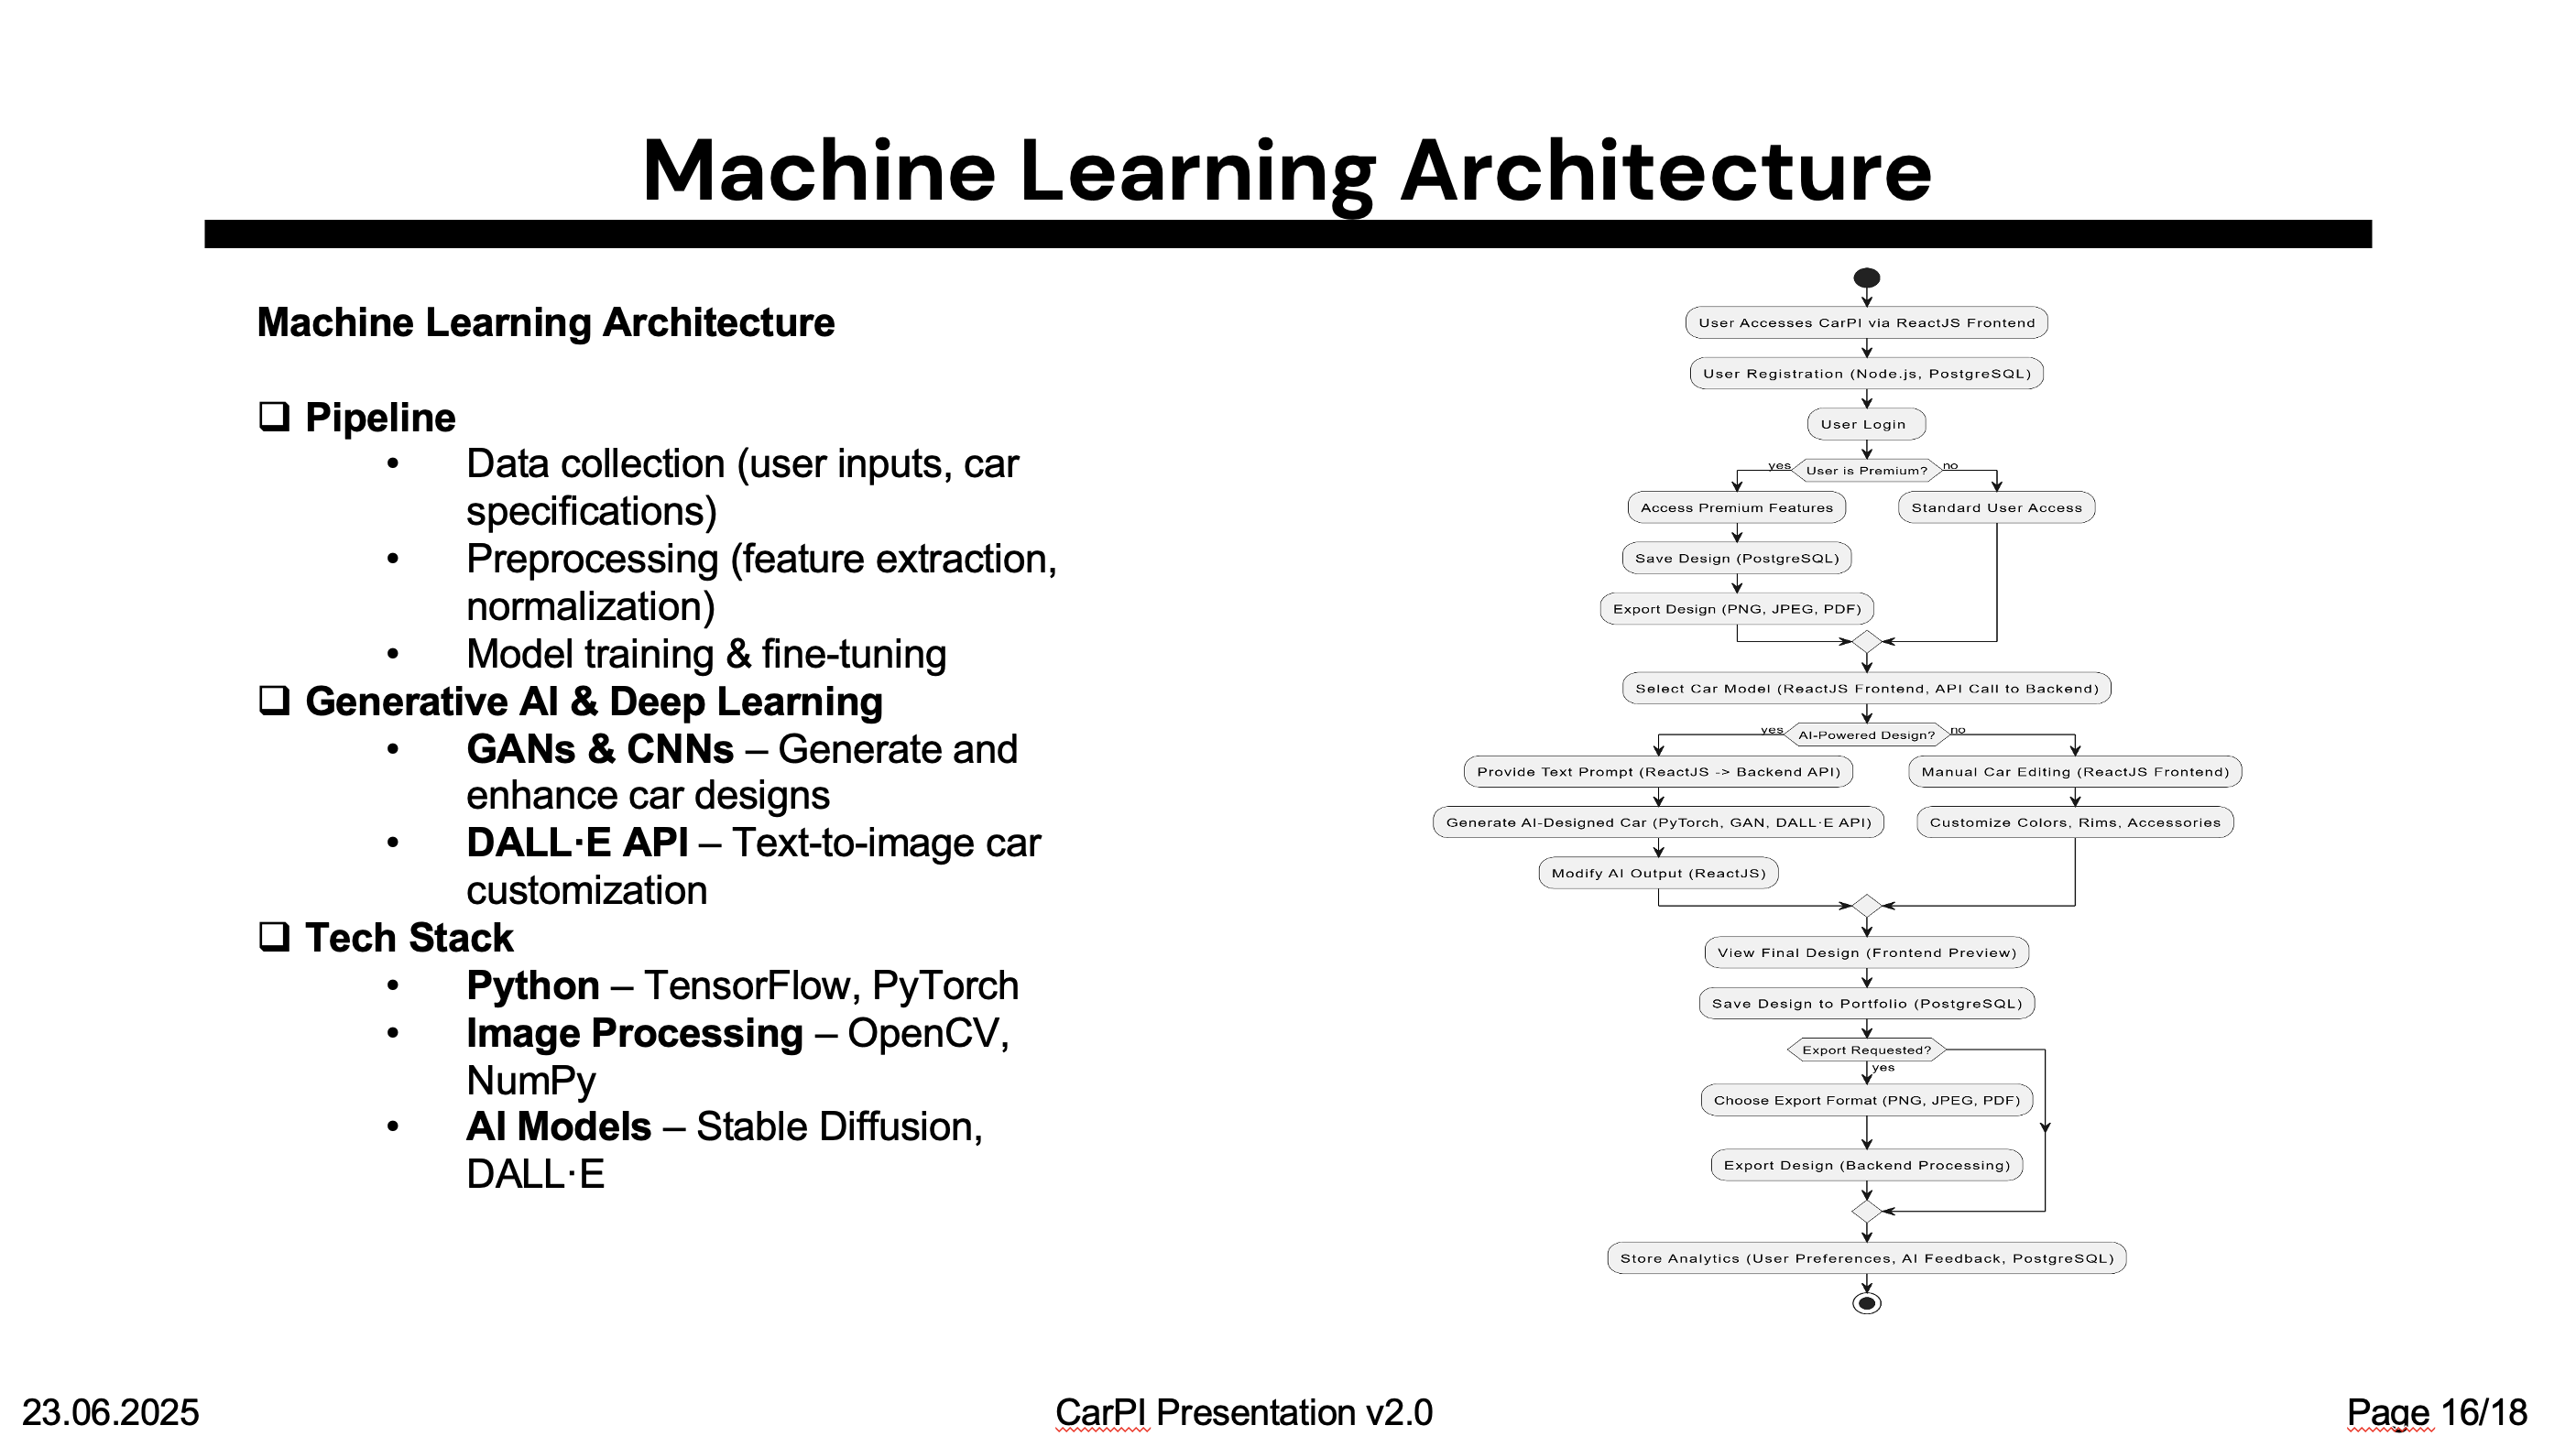 Machine Learning Architecture
Machine Learning Architecture
❑ Pipeline
• Data collection (user inputs, car
specifications)
• Preprocessing (feature extraction,
normalization)
• Model training & fine-tuning
❑ Generative AI & Deep Learning
• GANs & CNNs – Generate and
enhance car designs
• DALL·E API – Text-to-image car
customization
❑ Tech Stack
• Python – TensorFlow, PyTorch
• Image Processing – OpenCV,
NumPy
• AI Models – Stable Diffusion,
DALL·E
User Accesses CarPI via ReactJS Frontend
User Registration (Node.js, PostgreSQL)
User Login
yes
User is Premium?
no
Access Premium Features
Standard User Access
Save Design (PostgreSQL)
Export Design (PNG, JPEG, PDF)
Select Car Model (ReactJS Frontend, API Call to Backend)
yes
AI-Powered Design?
no
Provide Text Prompt (ReactJS -> Backend API)
Manual Car Editing (ReactJS Frontend)
Generate AI-Designed Car (PyTorch, GAN, DALL·E API)
Customize Colors, Rims, Accessories
Modify AI Output (ReactJS)
View Final Design (Frontend Preview)
Save Design to Portfolio (PostgreSQL)
Export Requested?
yes
Choose Export Format (PNG, JPEG, PDF)
Export Design (Backend Processing)
Store Analytics (User Preferences, AI Feedback, PostgreSQL)
23.06.2025
CarPI Presentation v2.0
Page 16/18